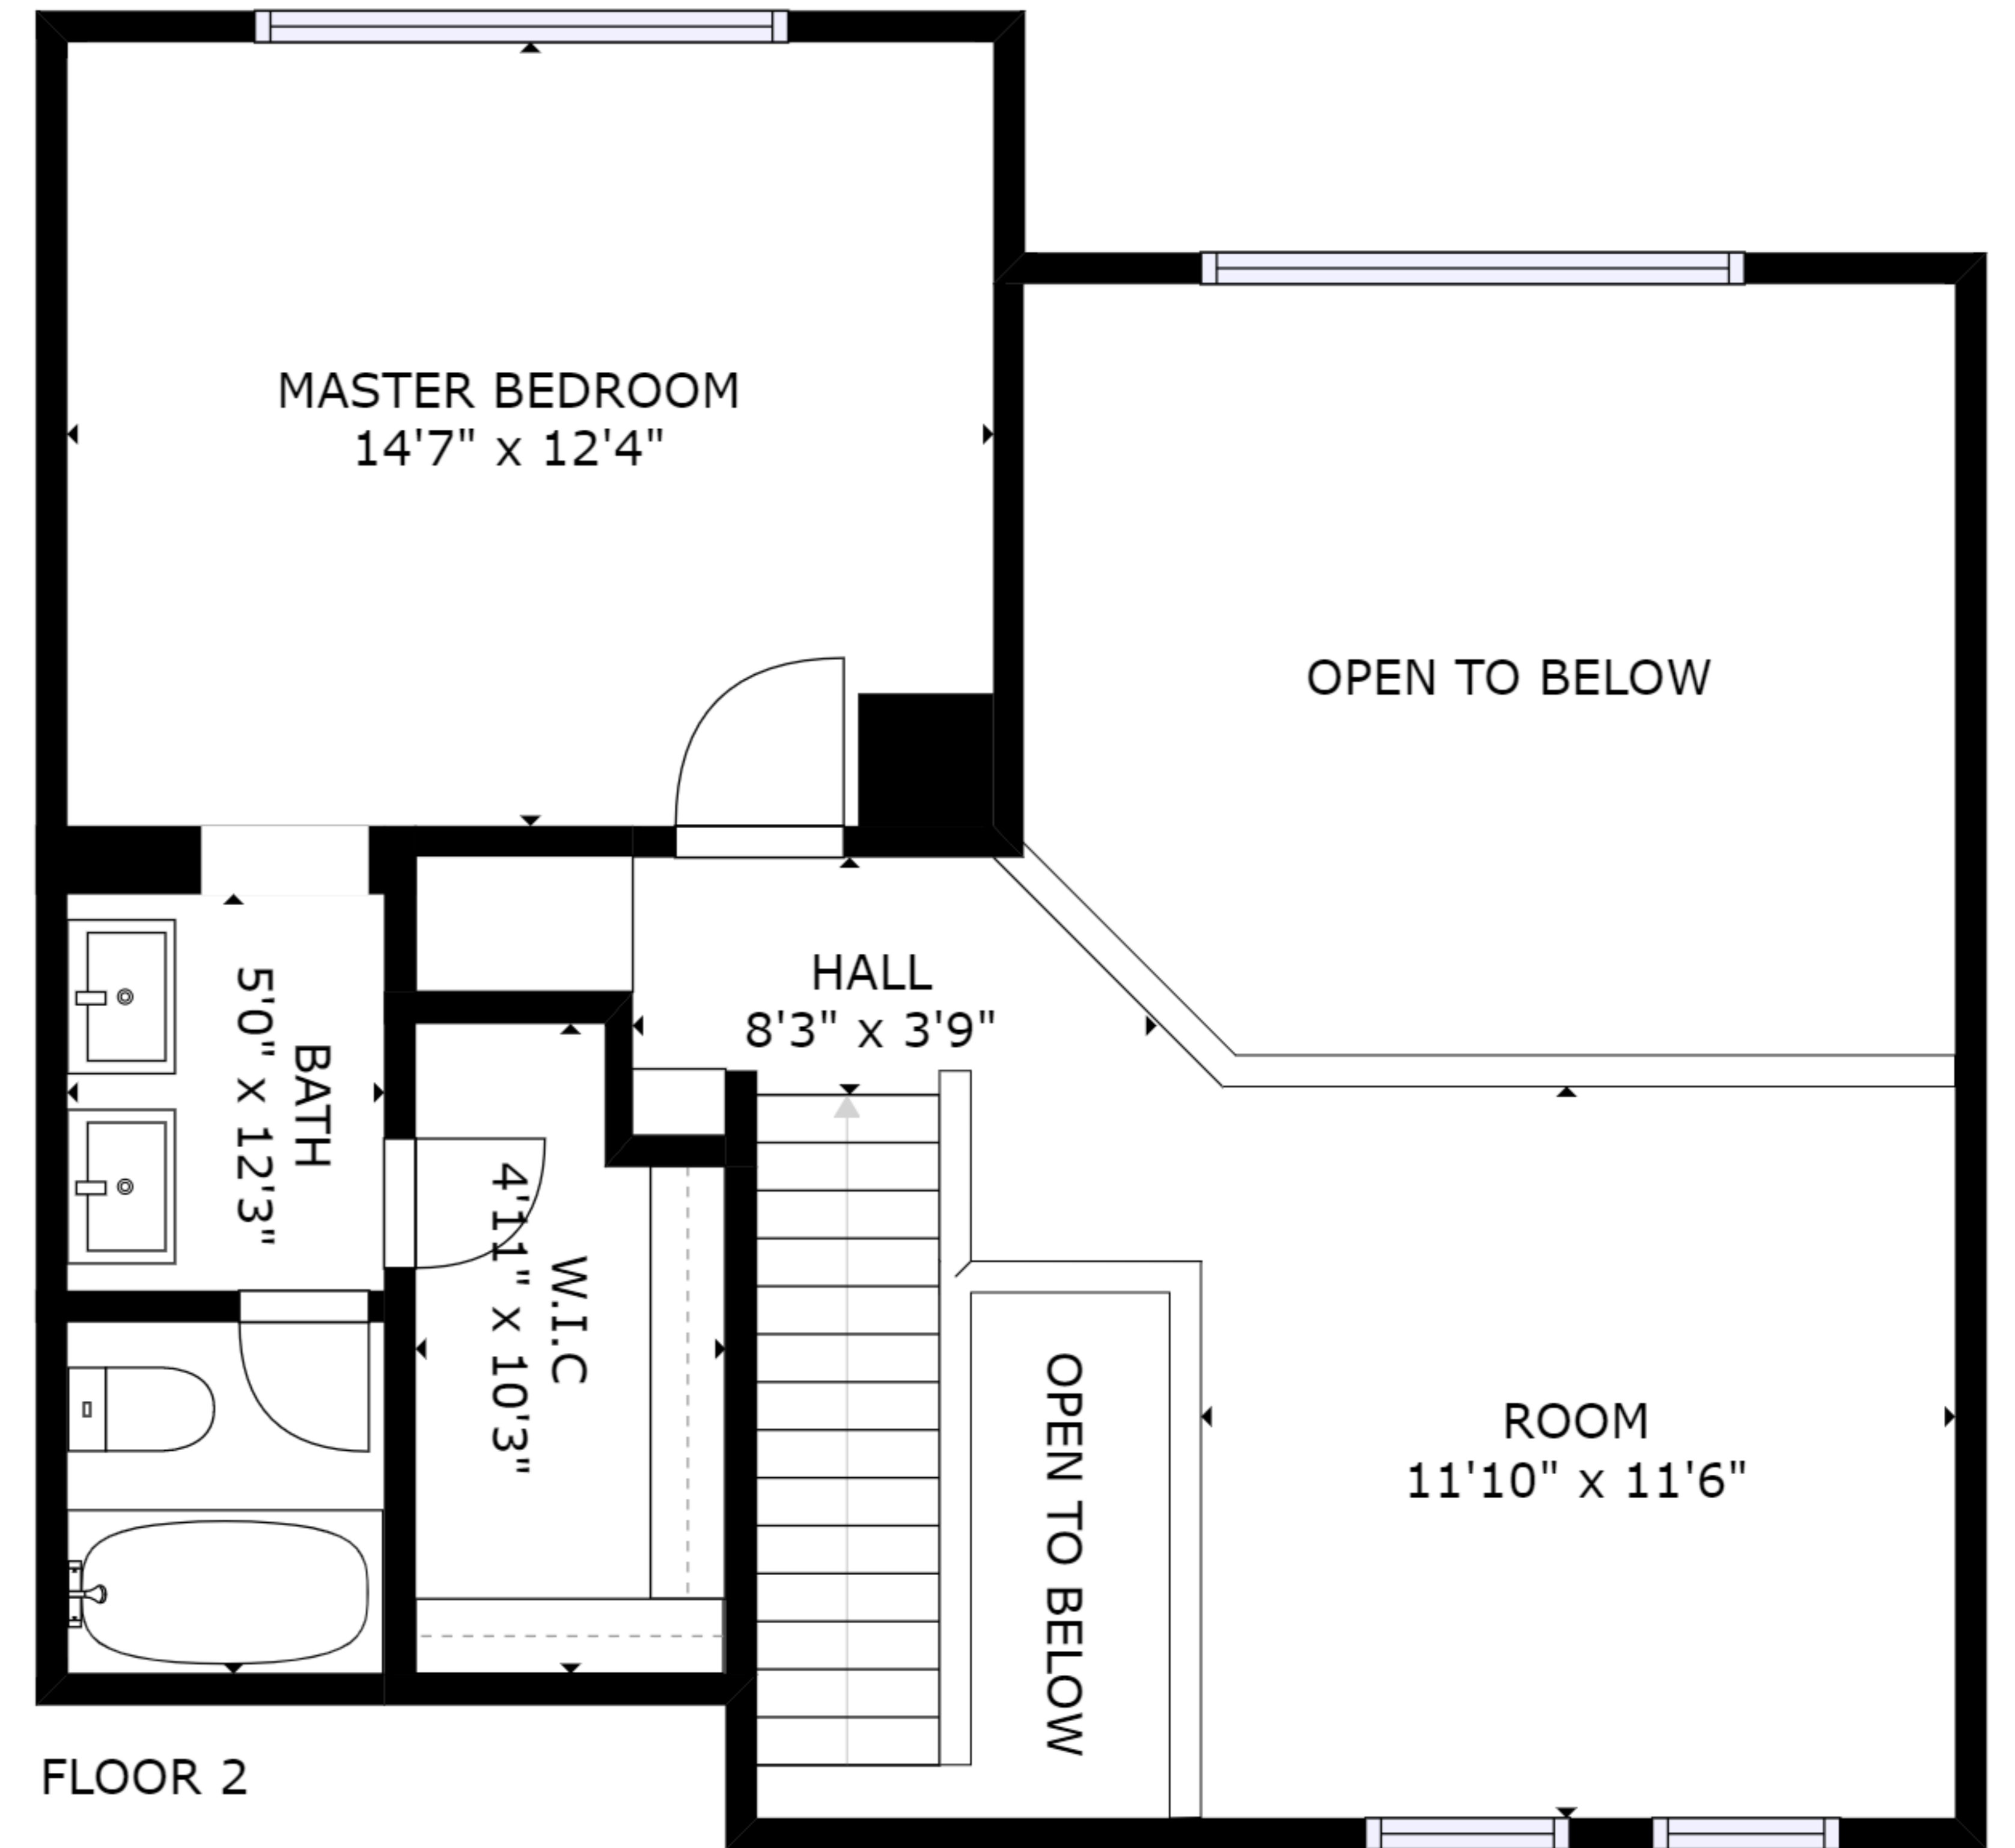 MASTER BEDROOM
14'7" x 12'4"
OPEN TO BELOW
HALL
8'3" x 3'9"
BATH
5'0" x 12'3"
W.I.C
4'11" x 10'3"
OPEN TO BELOW
ROOM
11'10" x 11'6"
FLOOR 2